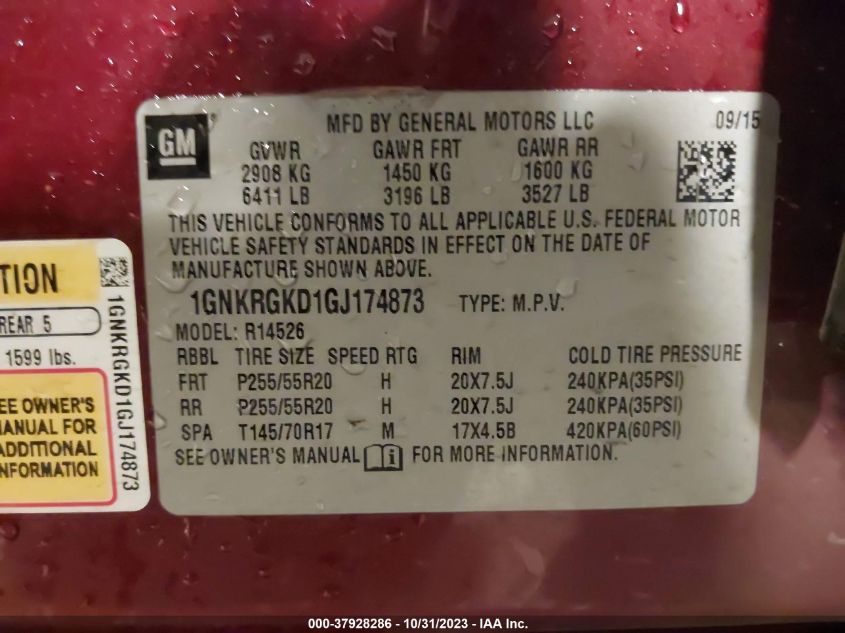 GM
MFD BY GENERAL MOTORS LLC 09/15
GVWR GAWR FRT GAWR RR
2908 KG 1450 KG 1600 KG
6411 LB 3196 LB 3527 LB
THIS VEHICLE CONFORMS TO ALL APPLICABLE U.S. FEDERAL MOTOR
VEHICLE SAFETY STANDARDS IN EFFECT ON THE DATE OF
MANUFACTURE SHOWN ABOVE.
1GNKRGKD1GJ174873 TYPE: M.P.V.
MODEL: R14526
RBBL TIRE SIZE SPEED RTG RIM COLD TIRE PRESSURE
FRT P255/55R20 H 20X7.5J 240KPA(35PSI)
RR P255/55R20 H 20X7.5J 240KPA(35PSI)
SPA T145/70R17 M 17X4.5B 420KPA(60PSI)
SEE OWNER'S MANUAL i FOR MORE INFORMATION.
TION
REAR 5
1599 lbs.
EE OWNER'S
MANUAL FOR
ADDITIONAL
INFORMATION
1GNKRGKD1GJ174873
000-37928286 - 10/31/2023 - IAA Inc.